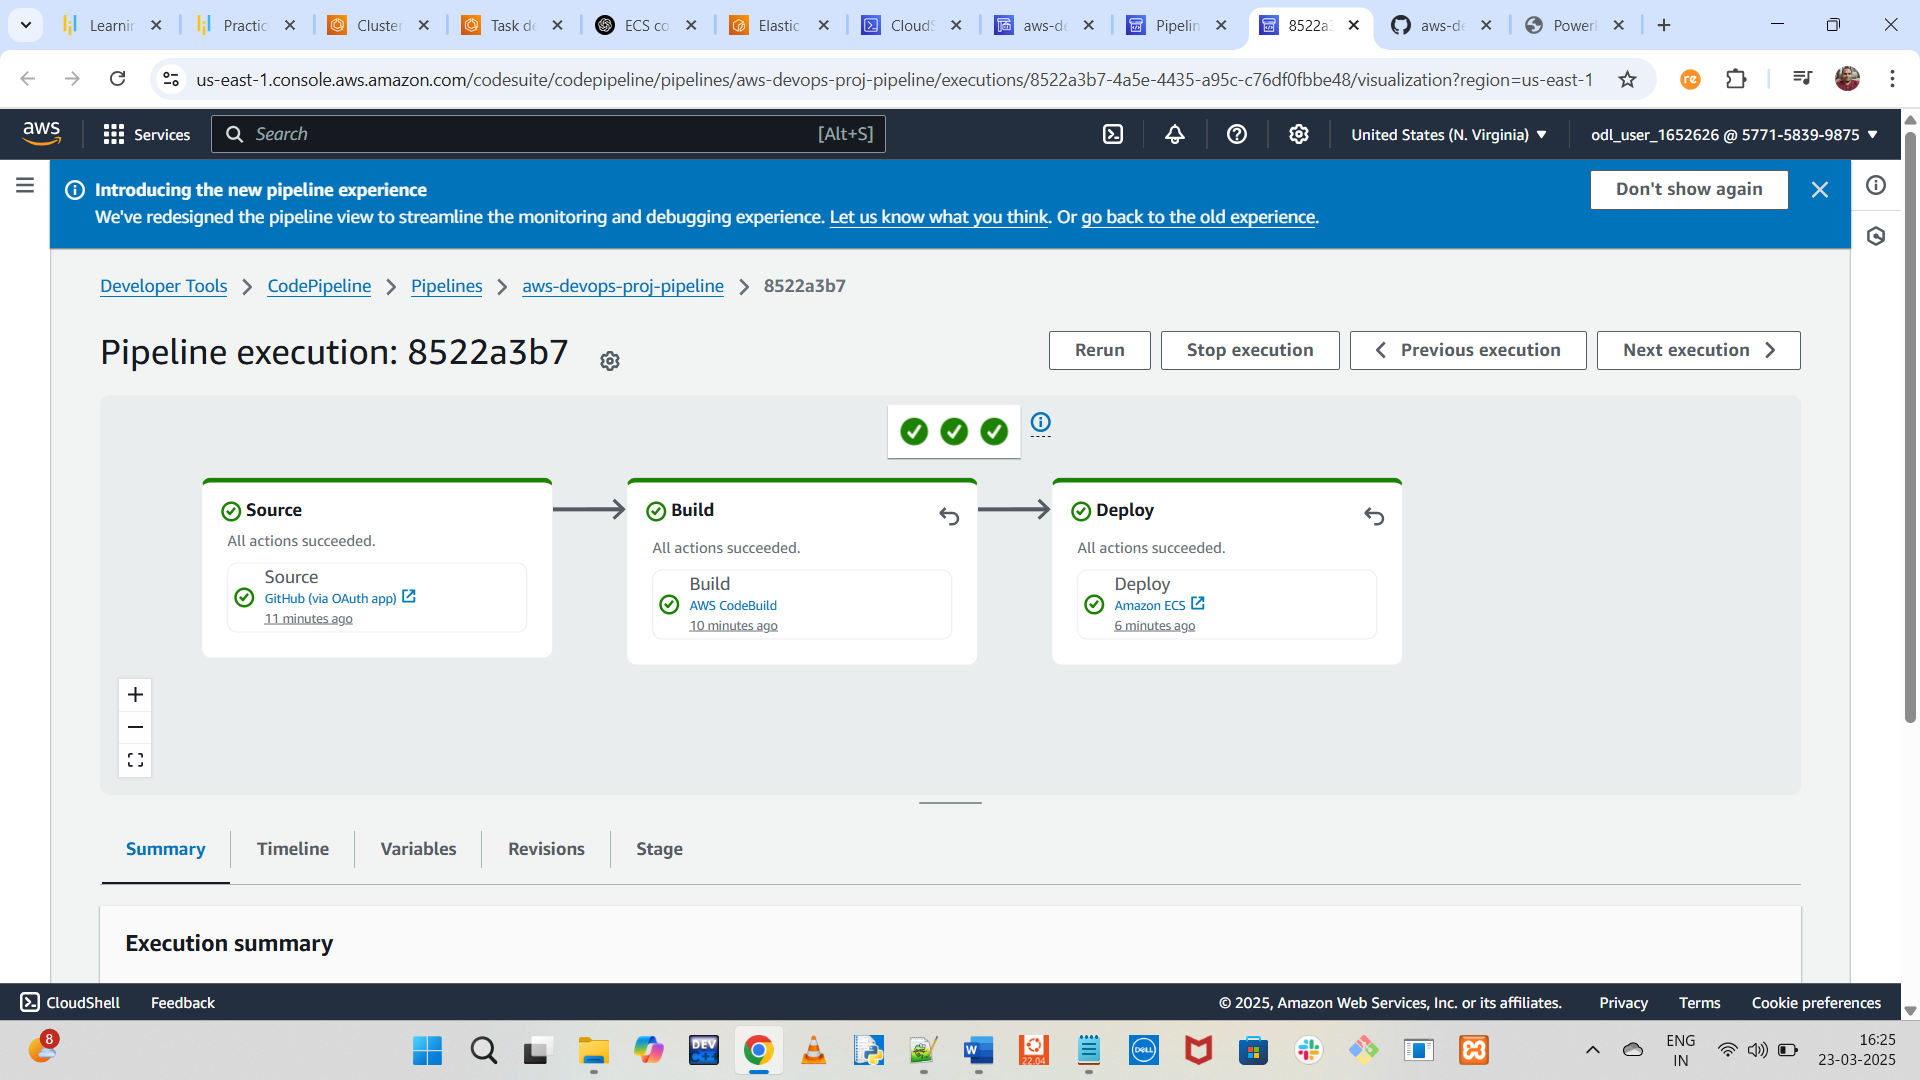 Learnin
Practic
Cluster
Task de
ECS co
Elastic
CloudS
aws-de
Pipelin
8522a3
aws-de
Power
us-east-1.console.aws.amazon.com/codesuite/codepipeline/pipelines/aws-devops-proj-pipeline/executions/8522a3b7-4a5e-4435-a95c-c76df0fbbe48/visualization?region=us-east-1
re
aws
Services
Search
[Alt+S]
United States (N. Virginia)
odl_user_1652626 @ 5771-5839-9875
Introducing the new pipeline experience
We've redesigned the pipeline view to streamline the monitoring and debugging experience. Let us know what you think. Or go back to the old experience.
Don't show again
Developer Tools
CodePipeline
Pipelines
aws-devops-proj-pipeline
8522a3b7
Pipeline execution: 8522a3b7
Rerun
Stop execution
Previous execution
Next execution
Source
All actions succeeded.
Source
GitHub (via OAuth app)
11 minutes ago
Build
All actions succeeded.
Build
AWS CodeBuild
10 minutes ago
Deploy
All actions succeeded.
Deploy
Amazon ECS
6 minutes ago
Summary
Timeline
Variables
Revisions
Stage
Execution summary
CloudShell
Feedback
© 2025, Amazon Web Services, Inc. or its affiliates.
Privacy
Terms
Cookie preferences
8
DEV
C++
W
22.04
DELL
ENG
IN
16:25
23-03-2025